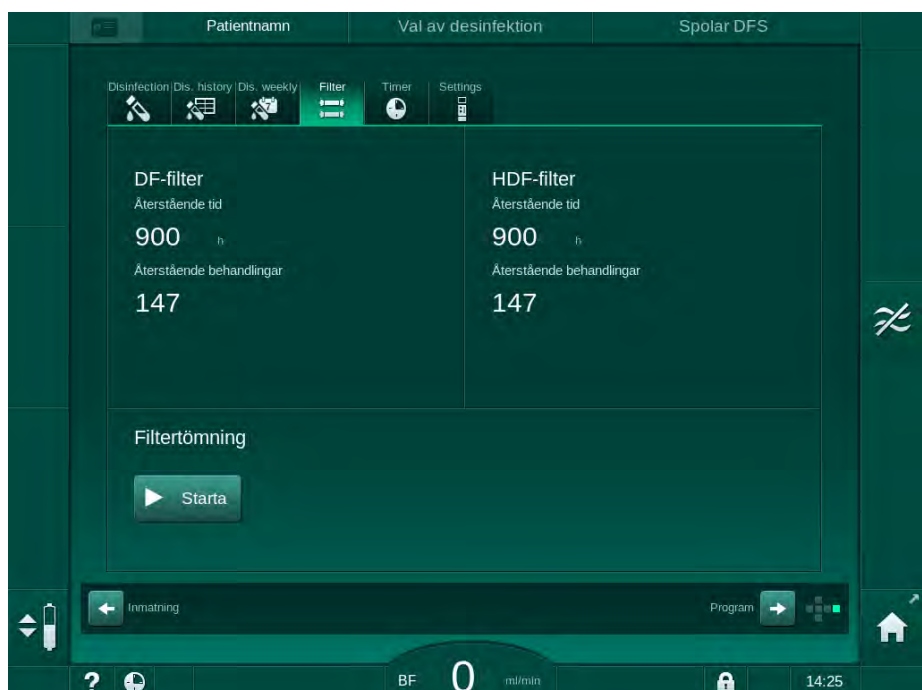 Patientnamn Val av desinfektion Spolar DFS
Disinfection Dis. history Dis. weekly Filter Timer Settings
7
DF-filter HDF-filter
Återstående tid Återstående tid
900 h 900 h
Återstående behandlingar Återstående behandlingar
147 147
Filtertömning
Starta
Inmatning Program
? BF 0 ml/min 14:25